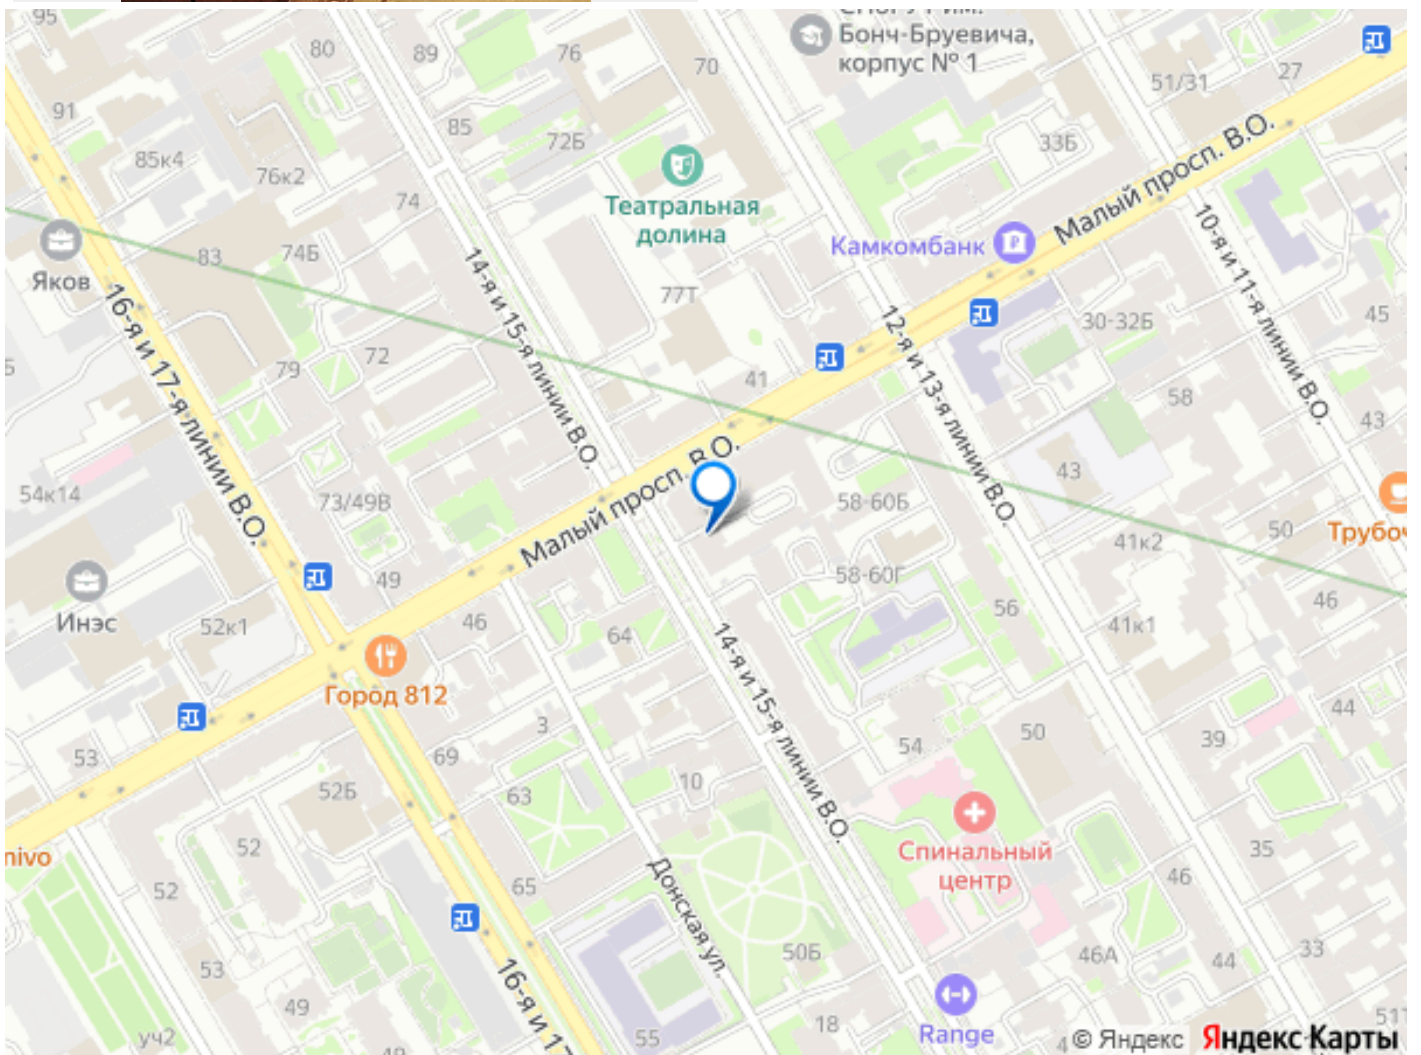 95
80
89
76
70
Бонч-Бруевича,
корпус № 1
51/31
27
91
85
72Б
33Б
85к4
76к2
74
Театральная
долина
Малый просп. В.О.
Камкомбанк
10-я и 11-я линии В.О.
Яков
83
74Б
14-я и 15-я линии В.О.
77Т
12-я и 13-я линии В.О.
30-32Б
45
16-я и 17-я линии В.О.
79
72
41
58
43
54к14
73/49В
Малый просп. В.О.
58-60Б
43
50
Трубоч
41к2
Инэс
49
58-60Г
56
46
52к1
46
64
41к1
Город 812
14-я и 15-я линии В.О.
3
44
53
69
54
50
39
52Б
63
10
nivo
52
Спинальный
центр
35
52
65
Донская ул.
46
50Б
46А
44
33
53
49
16-я и 17
уч2
55
18
Range
© Яндекс
Яндекс Карты